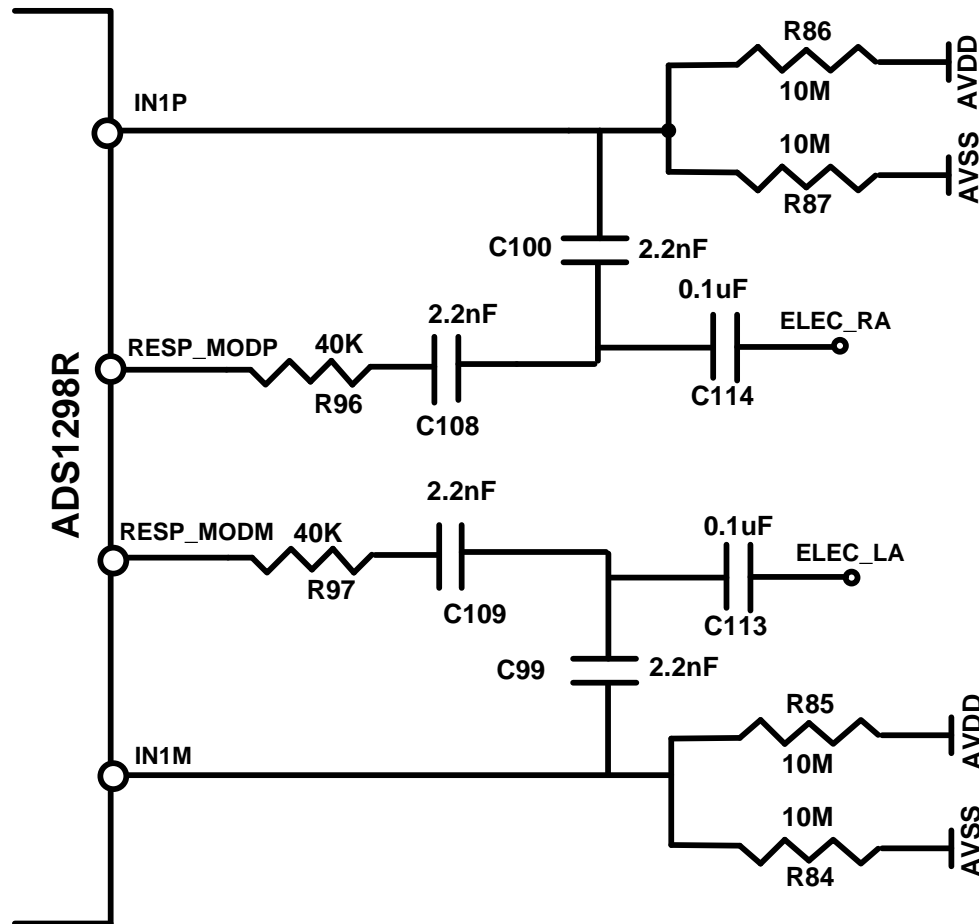 R86
10M
AVDD
IN1P
10M
R87
AVSS
C100
2.2nF
0.1uF
2.2nF
ELEC_RA
RESP_MODP
40K
R96
C108
C114
ADS1298R
2.2nF
RESP_MODM
40K
0.1uF
ELEC_LA
R97
C109
C113
C99
2.2nF
R85
10M
AVDD
IN1M
10M
R84
AVSS